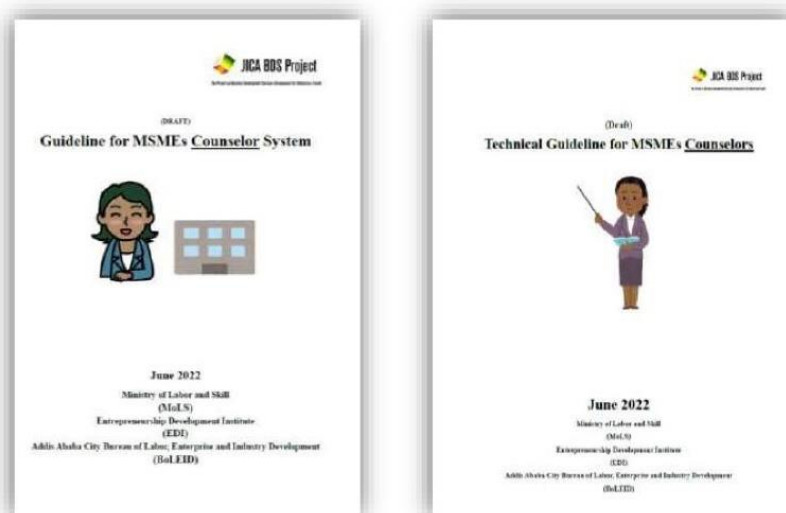 JICA BDS Project
(DRAFT)
Guideline for MSMEs Counselor System
June 2022
Ministry of Labor and Skill
(MoLS)
Entrepreneurship Development Institute
(EDI)
Addis Ababa City Bureau of Labor, Enterprise and Industry Development
(BoLEID)
JICA BDS Project
(Draft)
Technical Guideline for MSMEs Counselors
June 2022
Ministry of Labor and Skill
(MoLS)
Entrepreneurship Development Institute
(EDI)
Addis Ababa City Bureau of Labor, Enterprise and Industry Development
(BoLEID)